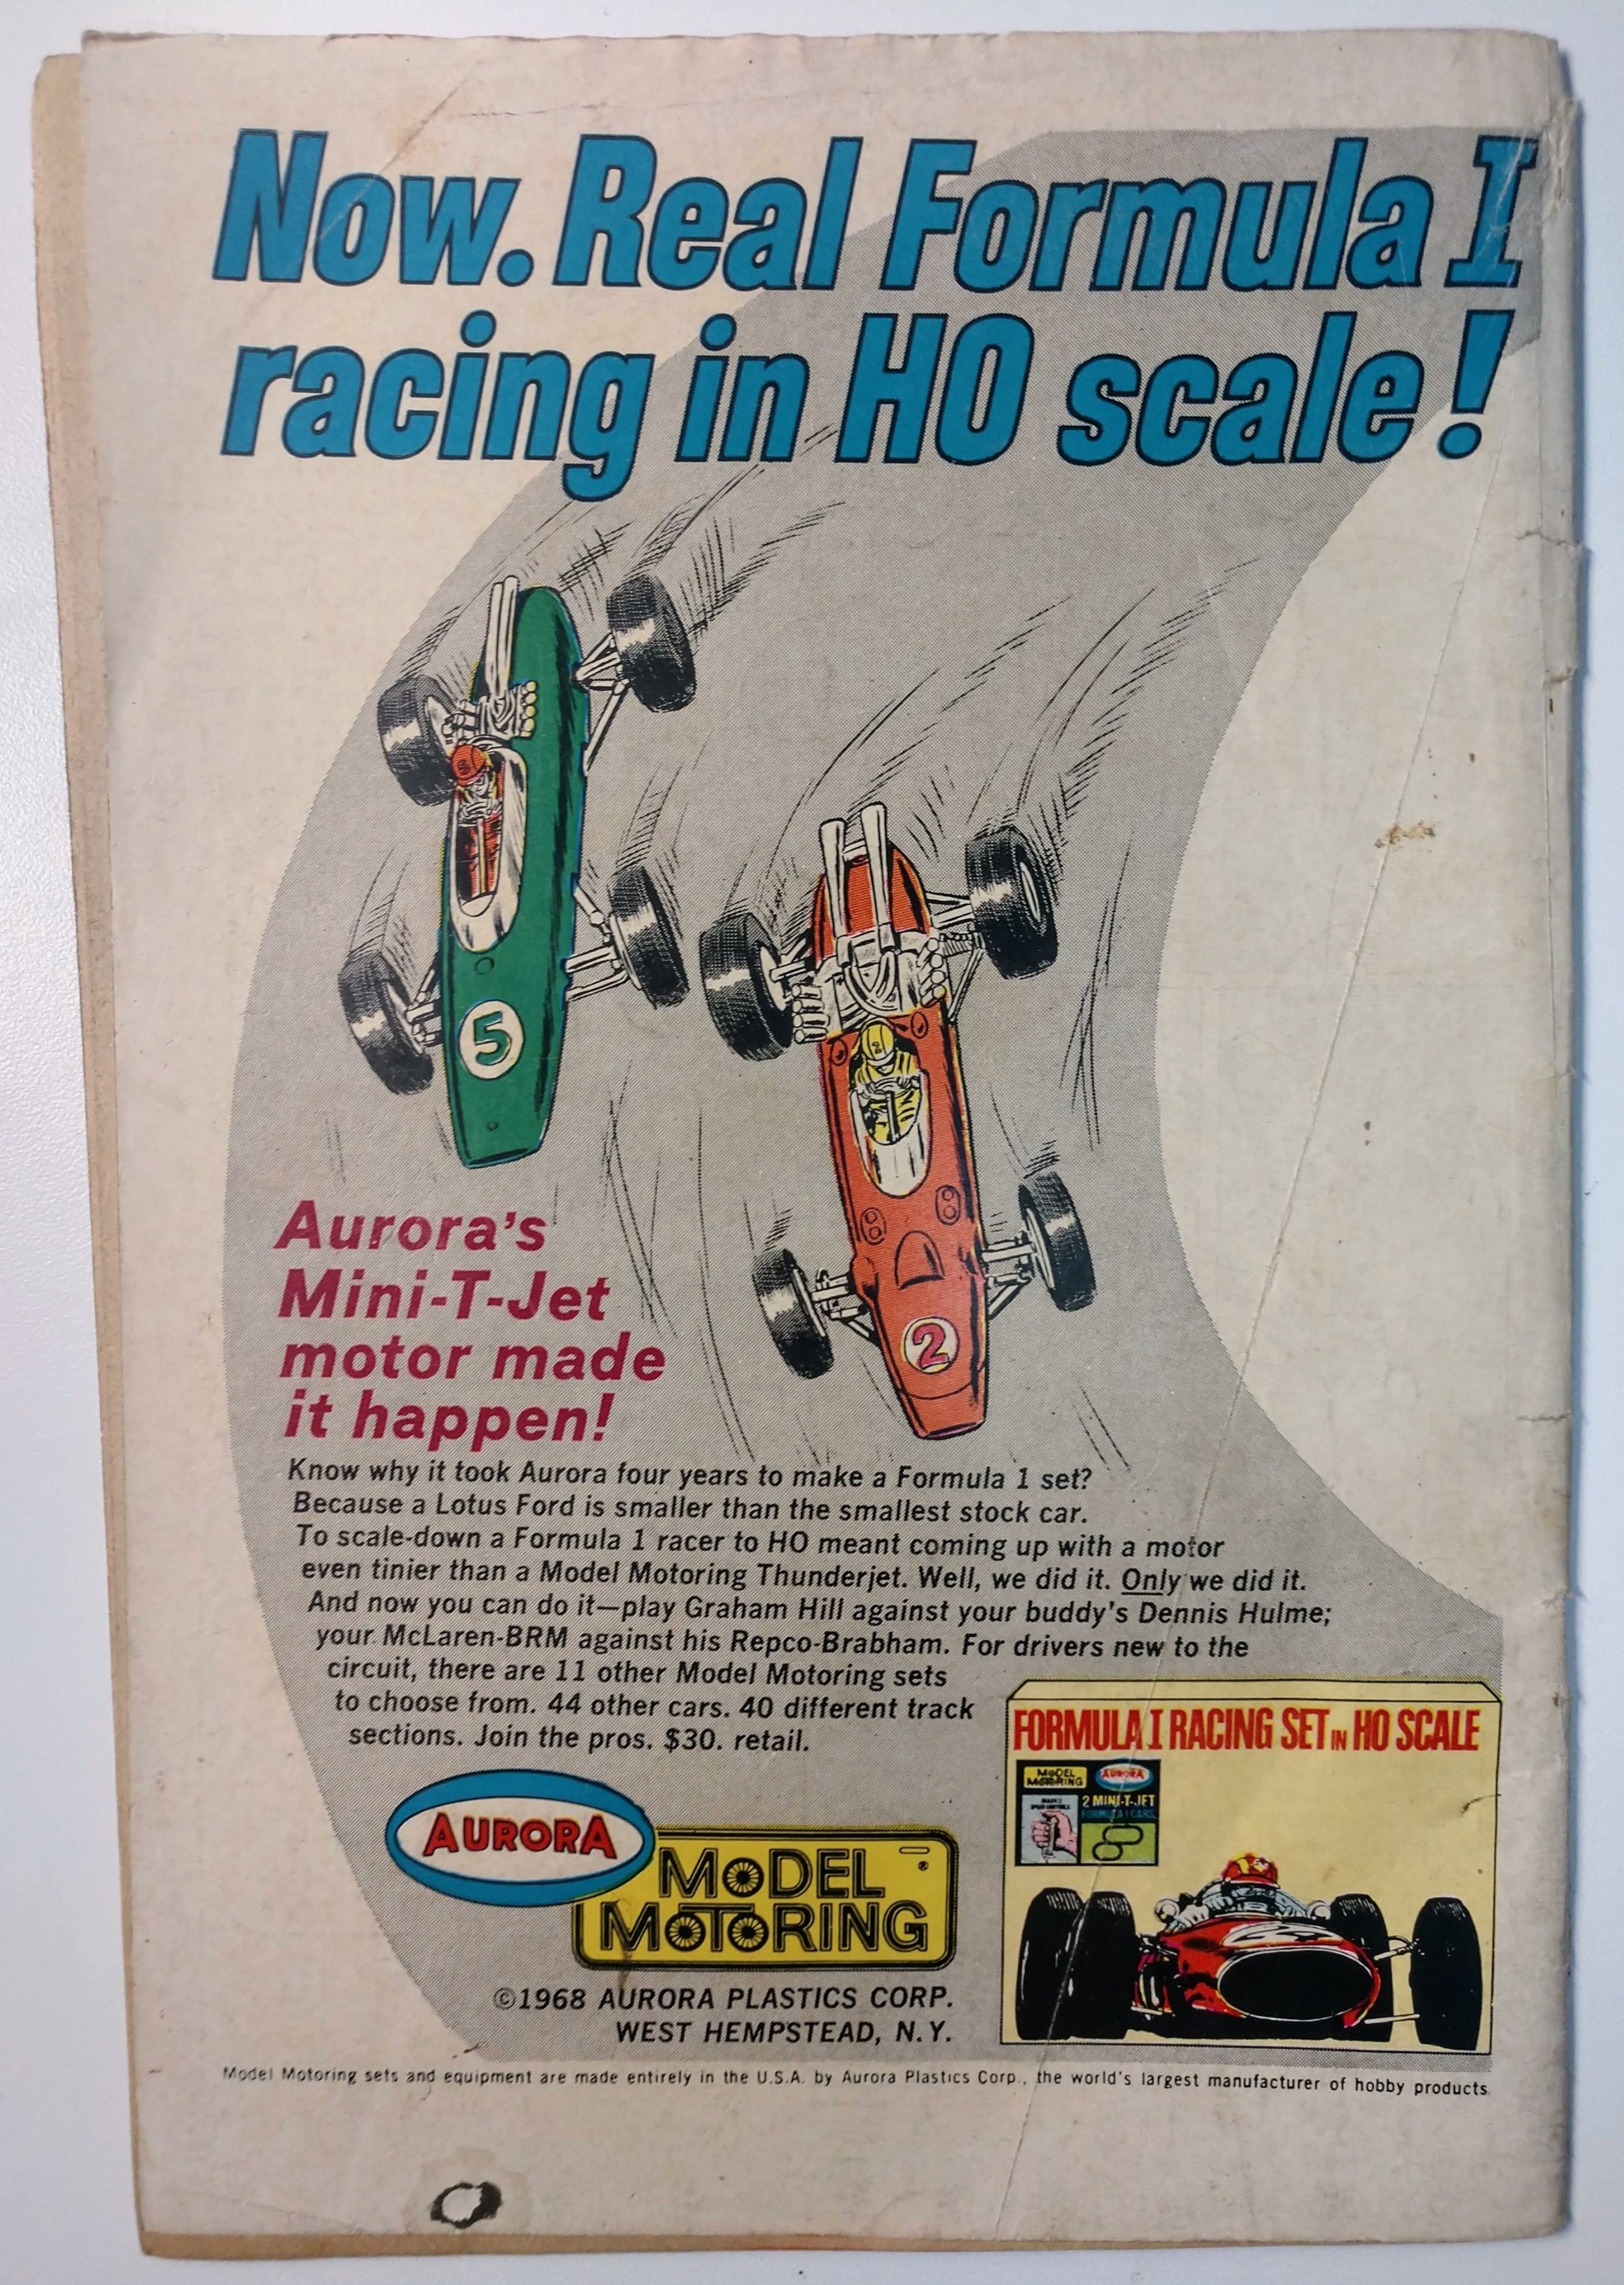 Now. Real Formula I
racing in HO scale!
5
2
8
8
2
Aurora's
Mini-T-Jet
motor made
it happen!
Know why it took Aurora four years to make a Formula 1 set?
Because a Lotus Ford is smaller than the smallest stock car.
To scale-down a Formula 1 racer to HO meant coming up with a motor
even tinier than a Model Motoring Thunderjet. Well, we did it. Only we did it.
And now you can do it—play Graham Hill against your buddy's Dennis Hulme;
your McLaren-BRM against his Repco-Brabham. For drivers new to the
circuit, there are 11 other Model Motoring sets
to choose from. 44 other cars. 40 different track
sections. Join the pros. $30. retail.
FORMULA I RACING SET IN HO SCALE
MODEL
MOTORING
AURORA
2 MINI-T-JET
FORMULA 1 CARS
AURORA
MODEL
MOTORING
®
©1968 AURORA PLASTICS CORP.
WEST HEMPSTEAD, N.Y.
Model Motoring sets and equipment are made entirely in the U.S.A. by Aurora Plastics Corp., the world's largest manufacturer of hobby products